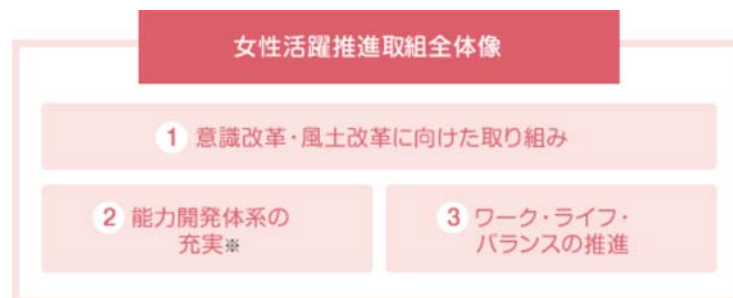 女性活躍推進取組全体像
1 意識改革・風土改革に向けた取り組み
2 能力開発体系の
充実※
3 ワーク・ライフ・
バランスの推進